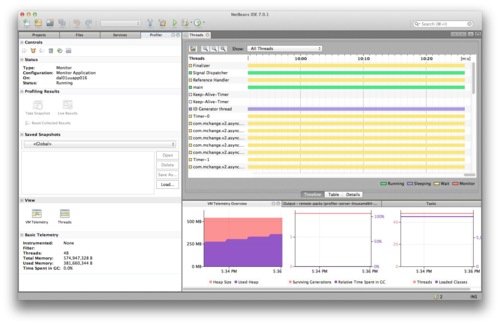 NetBeans IDE 7.0.1
Search (⌘+I)
Projects
Files
Services
Profiler
Controls
Status
Type: Monitor
Configuration: Monitor Application
On:
Status: Running
Profiling Results
Take Snapshot
Live Results
Reset Collected Results
Saved Snapshots
<Global>
Open
Delete
Save As...
Load...
View
VM Telemetry
Threads
Basic Telemetry
Instrumented: None
Filter:
Threads: 48
Total Memory: 574,947,328 B
Used Memory: 381,660,344 B
Time Spent in GC: 0.0%
Threads
Show: All Threads
Threads
10:00
10:10
10:20
[m:s]
Finalizer
Signal Dispatcher
Reference Handler
main
Keep-Alive-Timer
Keep-Alive-Timer
ID Generator thread
Timer-0
com.mchange.v2.async...
com.mchange.v2.async...
com.mchange.v2.async...
Timer-1
com.mchange.v2.async...
Running
Sleeping
Wait
Monitor
Timeline
Table
Details
VM Telemetry Overview
Tasks
500 MB
250 MB
0 MB
5:34 PM
5:36
Heap Size
Used Heap
100%
0%
5:34 PM
5:36
Surviving Generations
Relative Time Spent in GC
5:34 PM
5:36
Threads
Loaded Classes
2
INS